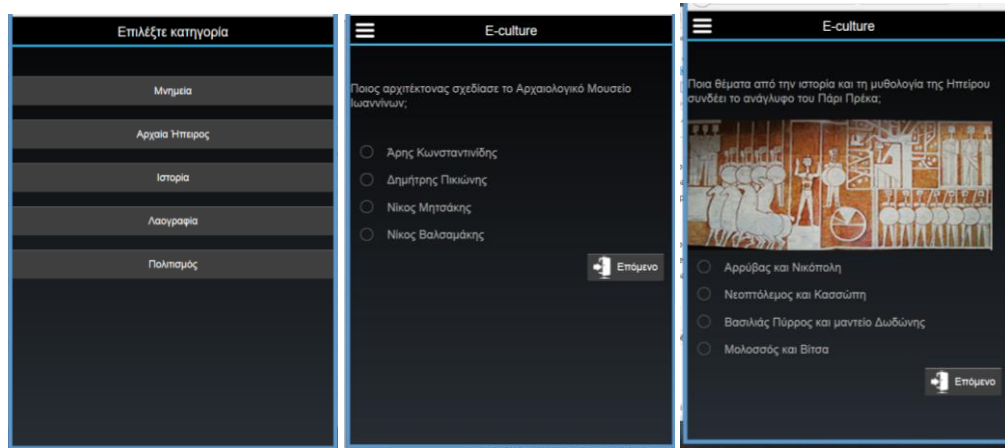 Επιλέξτε κατηγορία
Μνημεία
Αρχαία Ήπειρος
Ιστορία
Λαογραφία
Πολιτισμός
E-culture
Ποιος αρχιτέκτονας σχεδίασε το Αρχαιολογικό Μουσείο
Ιωαννίνων;
Άρης Κωνσταντινίδης
Δημήτρης Πικιώνης
Νίκος Μητσάκης
Νίκος Βαλσαμάκης
Επόμενο
E-culture
Ποια θέματα από την ιστορία και τη μυθολογία της Ηπείρου
συνδέει το ανάγλυφο του Πάρι Πρέκα;
Αρρύβας και Νικόπολη
Νεοπτόλεμος και Κασσώπη
Βασιλιάς Πύρρος και μαντείο Δωδώνης
Μολοσσός και Βίτσα
Επόμενο